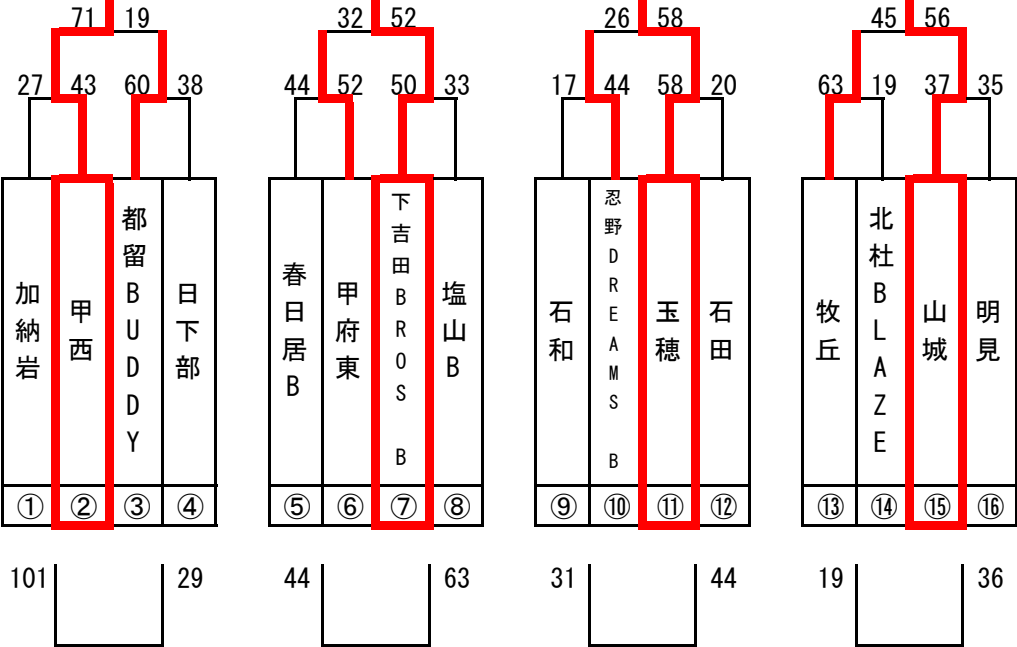 71 19 32 52 26 58 45 56
27 43 60 38 44 52 50 33 17 44 58 20 63 19 37 35
加納岩
甲西
都留BUDDY
日下部
春日居B
甲府東
下吉田BROS B
塩山B
石和
忍野DREAMS B
玉穂
石田
牧丘
北杜BLAZE
山城
明見
① ② ③ ④ ⑤ ⑥ ⑦ ⑧ ⑨ ⑩ ⑪ ⑫ ⑬ ⑭ ⑮ ⑯
101 29 44 63 31 44 19 36